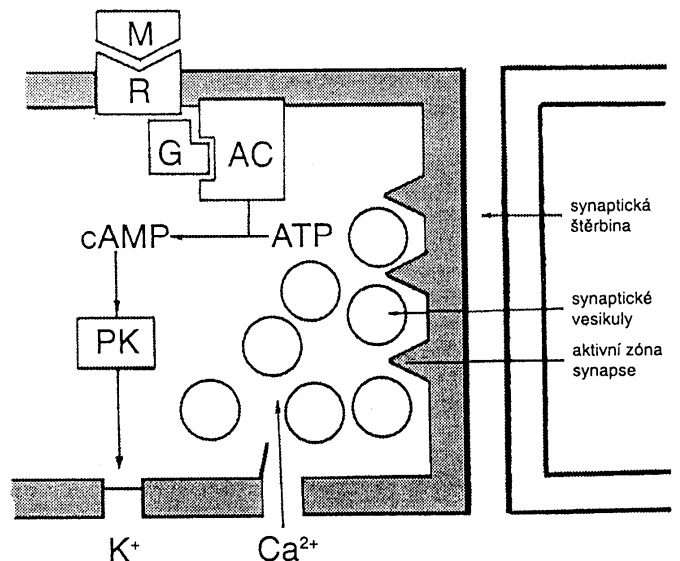 M
R
G
AC
cAMP
ATP
PK
K⁺
Ca²⁺
synaptická
štěrbina
synaptické
vesikuly
aktivní zóna
synapse